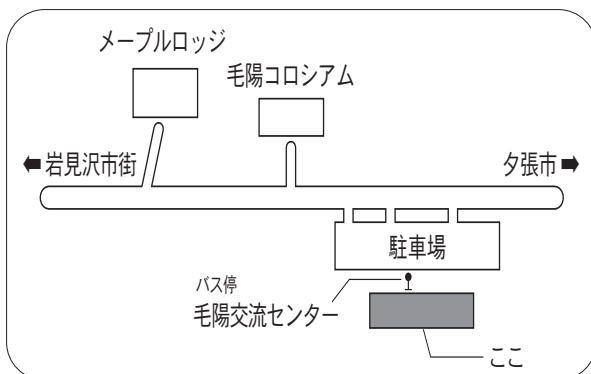 メープルロッジ
毛陽コロシアム
⬅岩見沢市街
夕張市➡
駐車場
バス停
毛陽交流センター
ここ